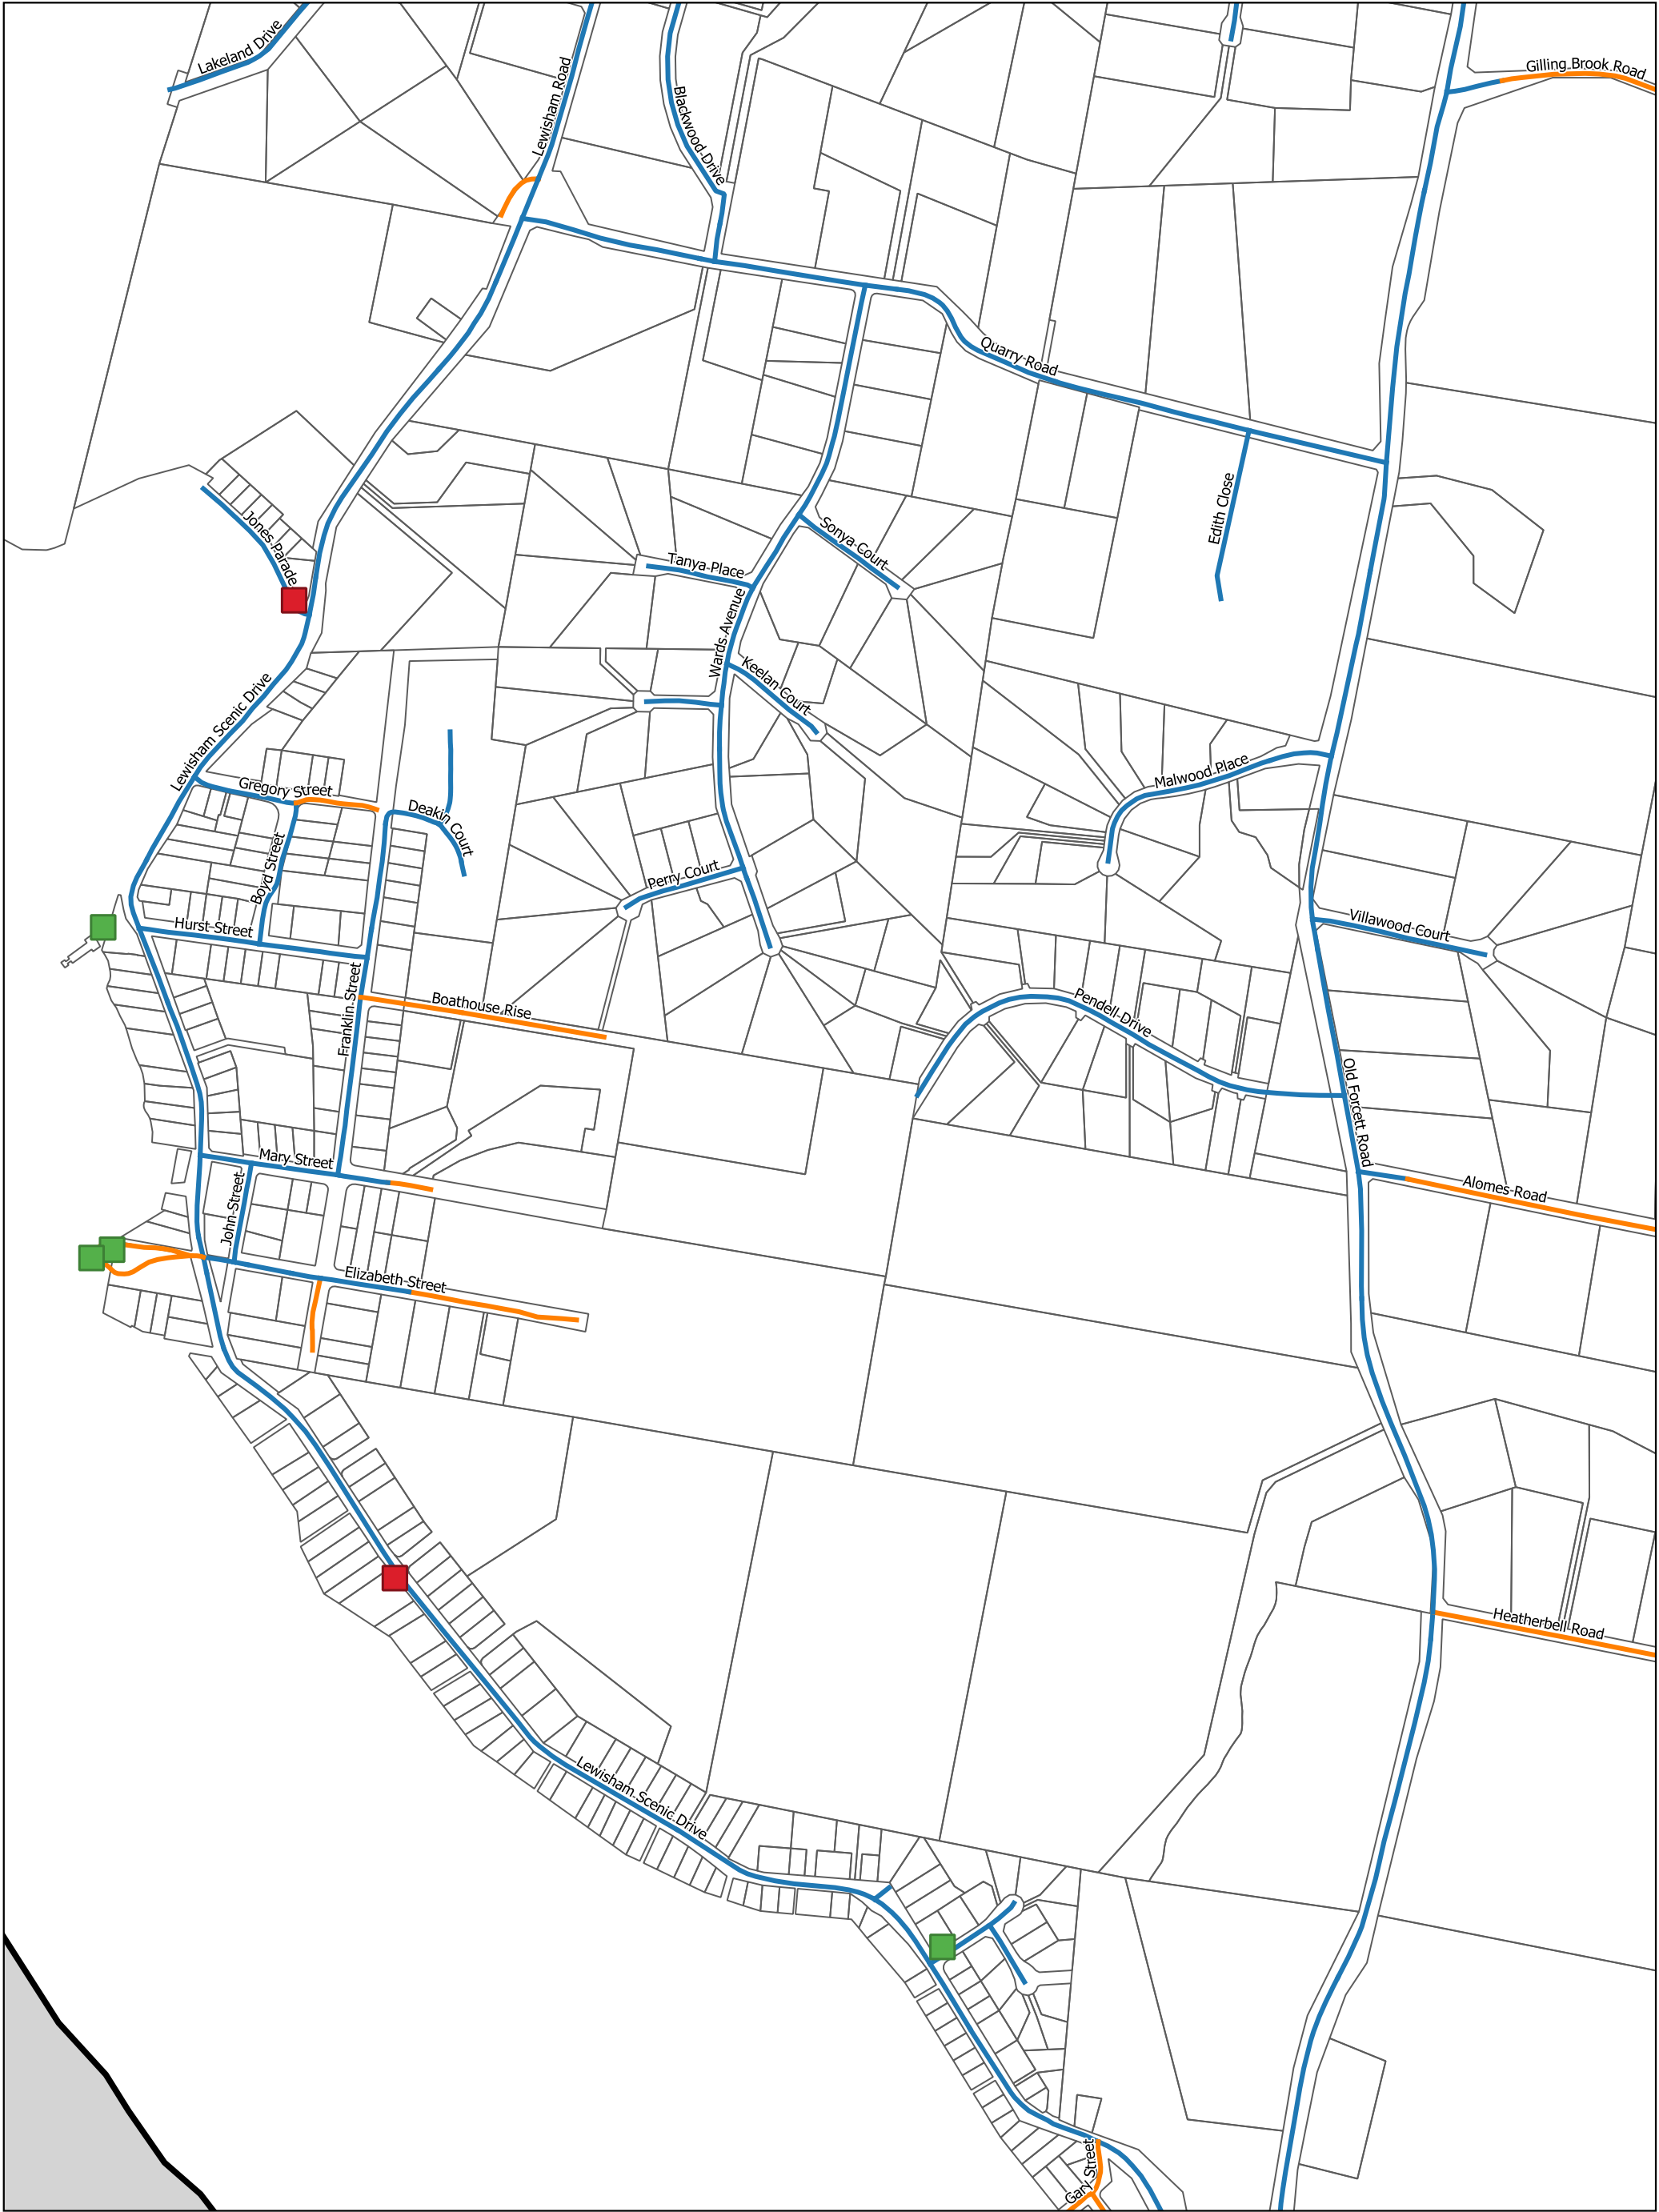 Lakeland Drive
Lewisham Road
Blackwood Drive
Gilling Brook Road
Quarry Road
Edith Close
Jones Parade
Sonya Court
Tanya Place
Wards Avenue
Keelan Court
Lewisham Scenic Drive
Malwood Place
Gregory Street
Deakin Court
Boyd Street
Perry Court
Hurst Street
Villawood Court
Franklin Street
Boathouse Rise
Pendell Drive
Old Forcett Road
Mary Street
John Street
Alomes Road
Elizabeth Street
Heatherbell Road
Lewisham Scenic Drive
Gary Street